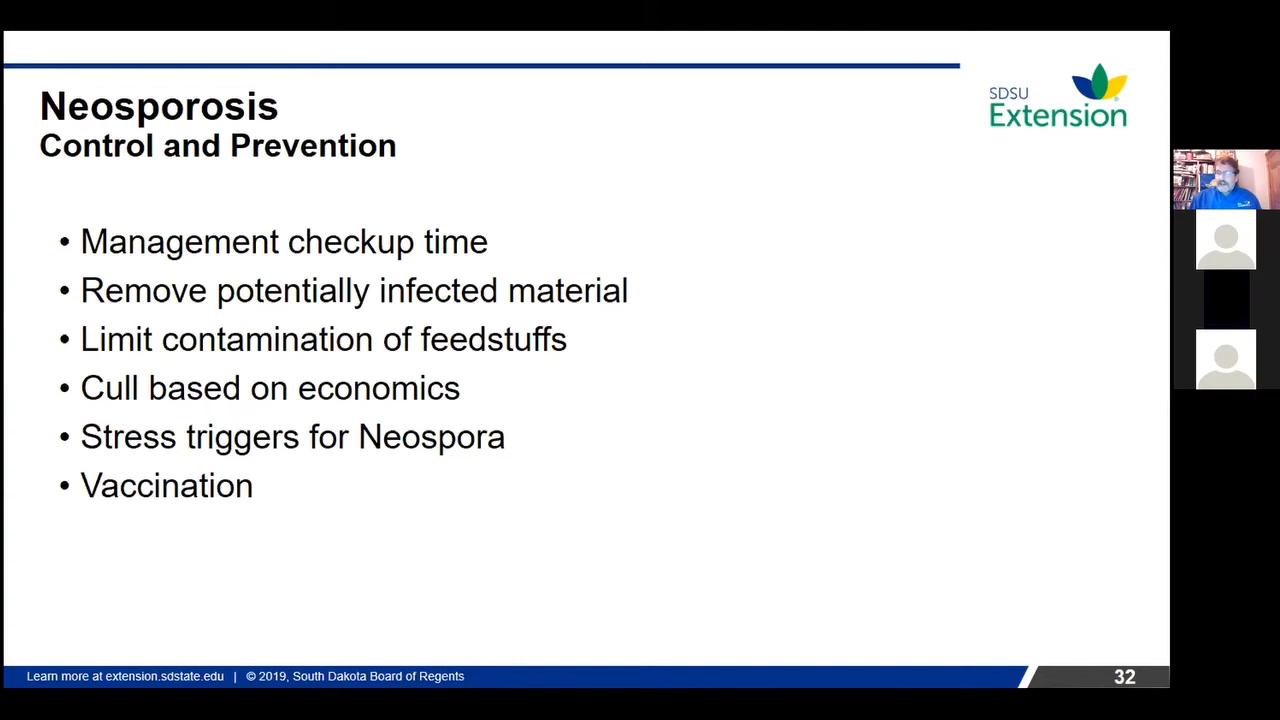 SDSU
Extension
Neosporosis
Control and Prevention
• Management checkup time
• Remove potentially infected material
• Limit contamination of feedstuffs
• Cull based on economics
• Stress triggers for Neospora
• Vaccination
Learn more at extension.sdstate.edu | © 2019, South Dakota Board of Regents
32